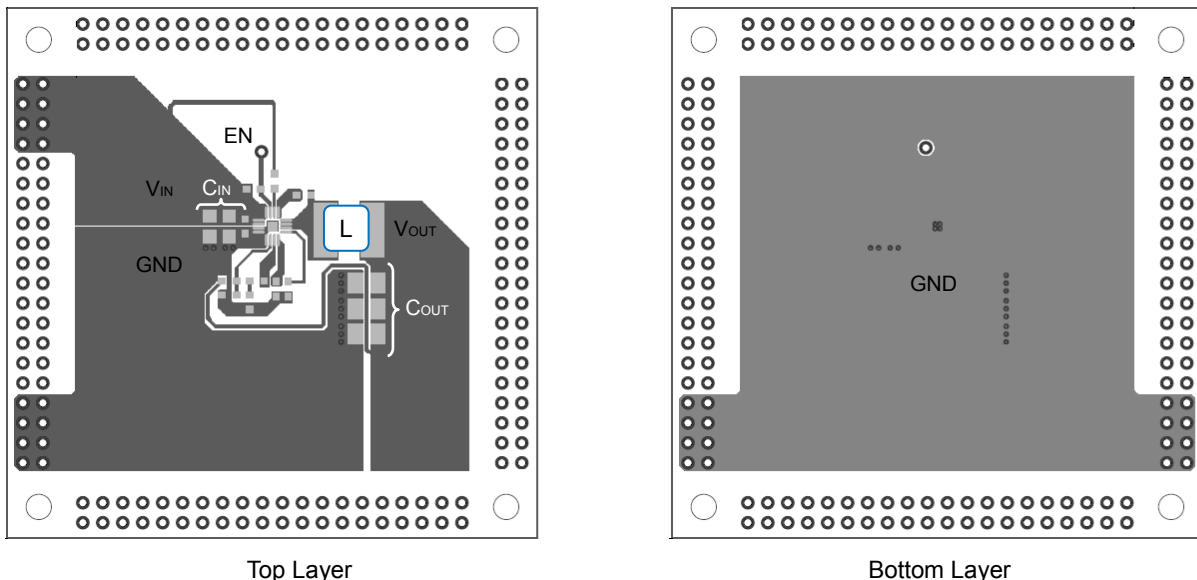 EN
VIN
CIN
L
VOUT
GND
COUT
GND
Top Layer
Bottom Layer